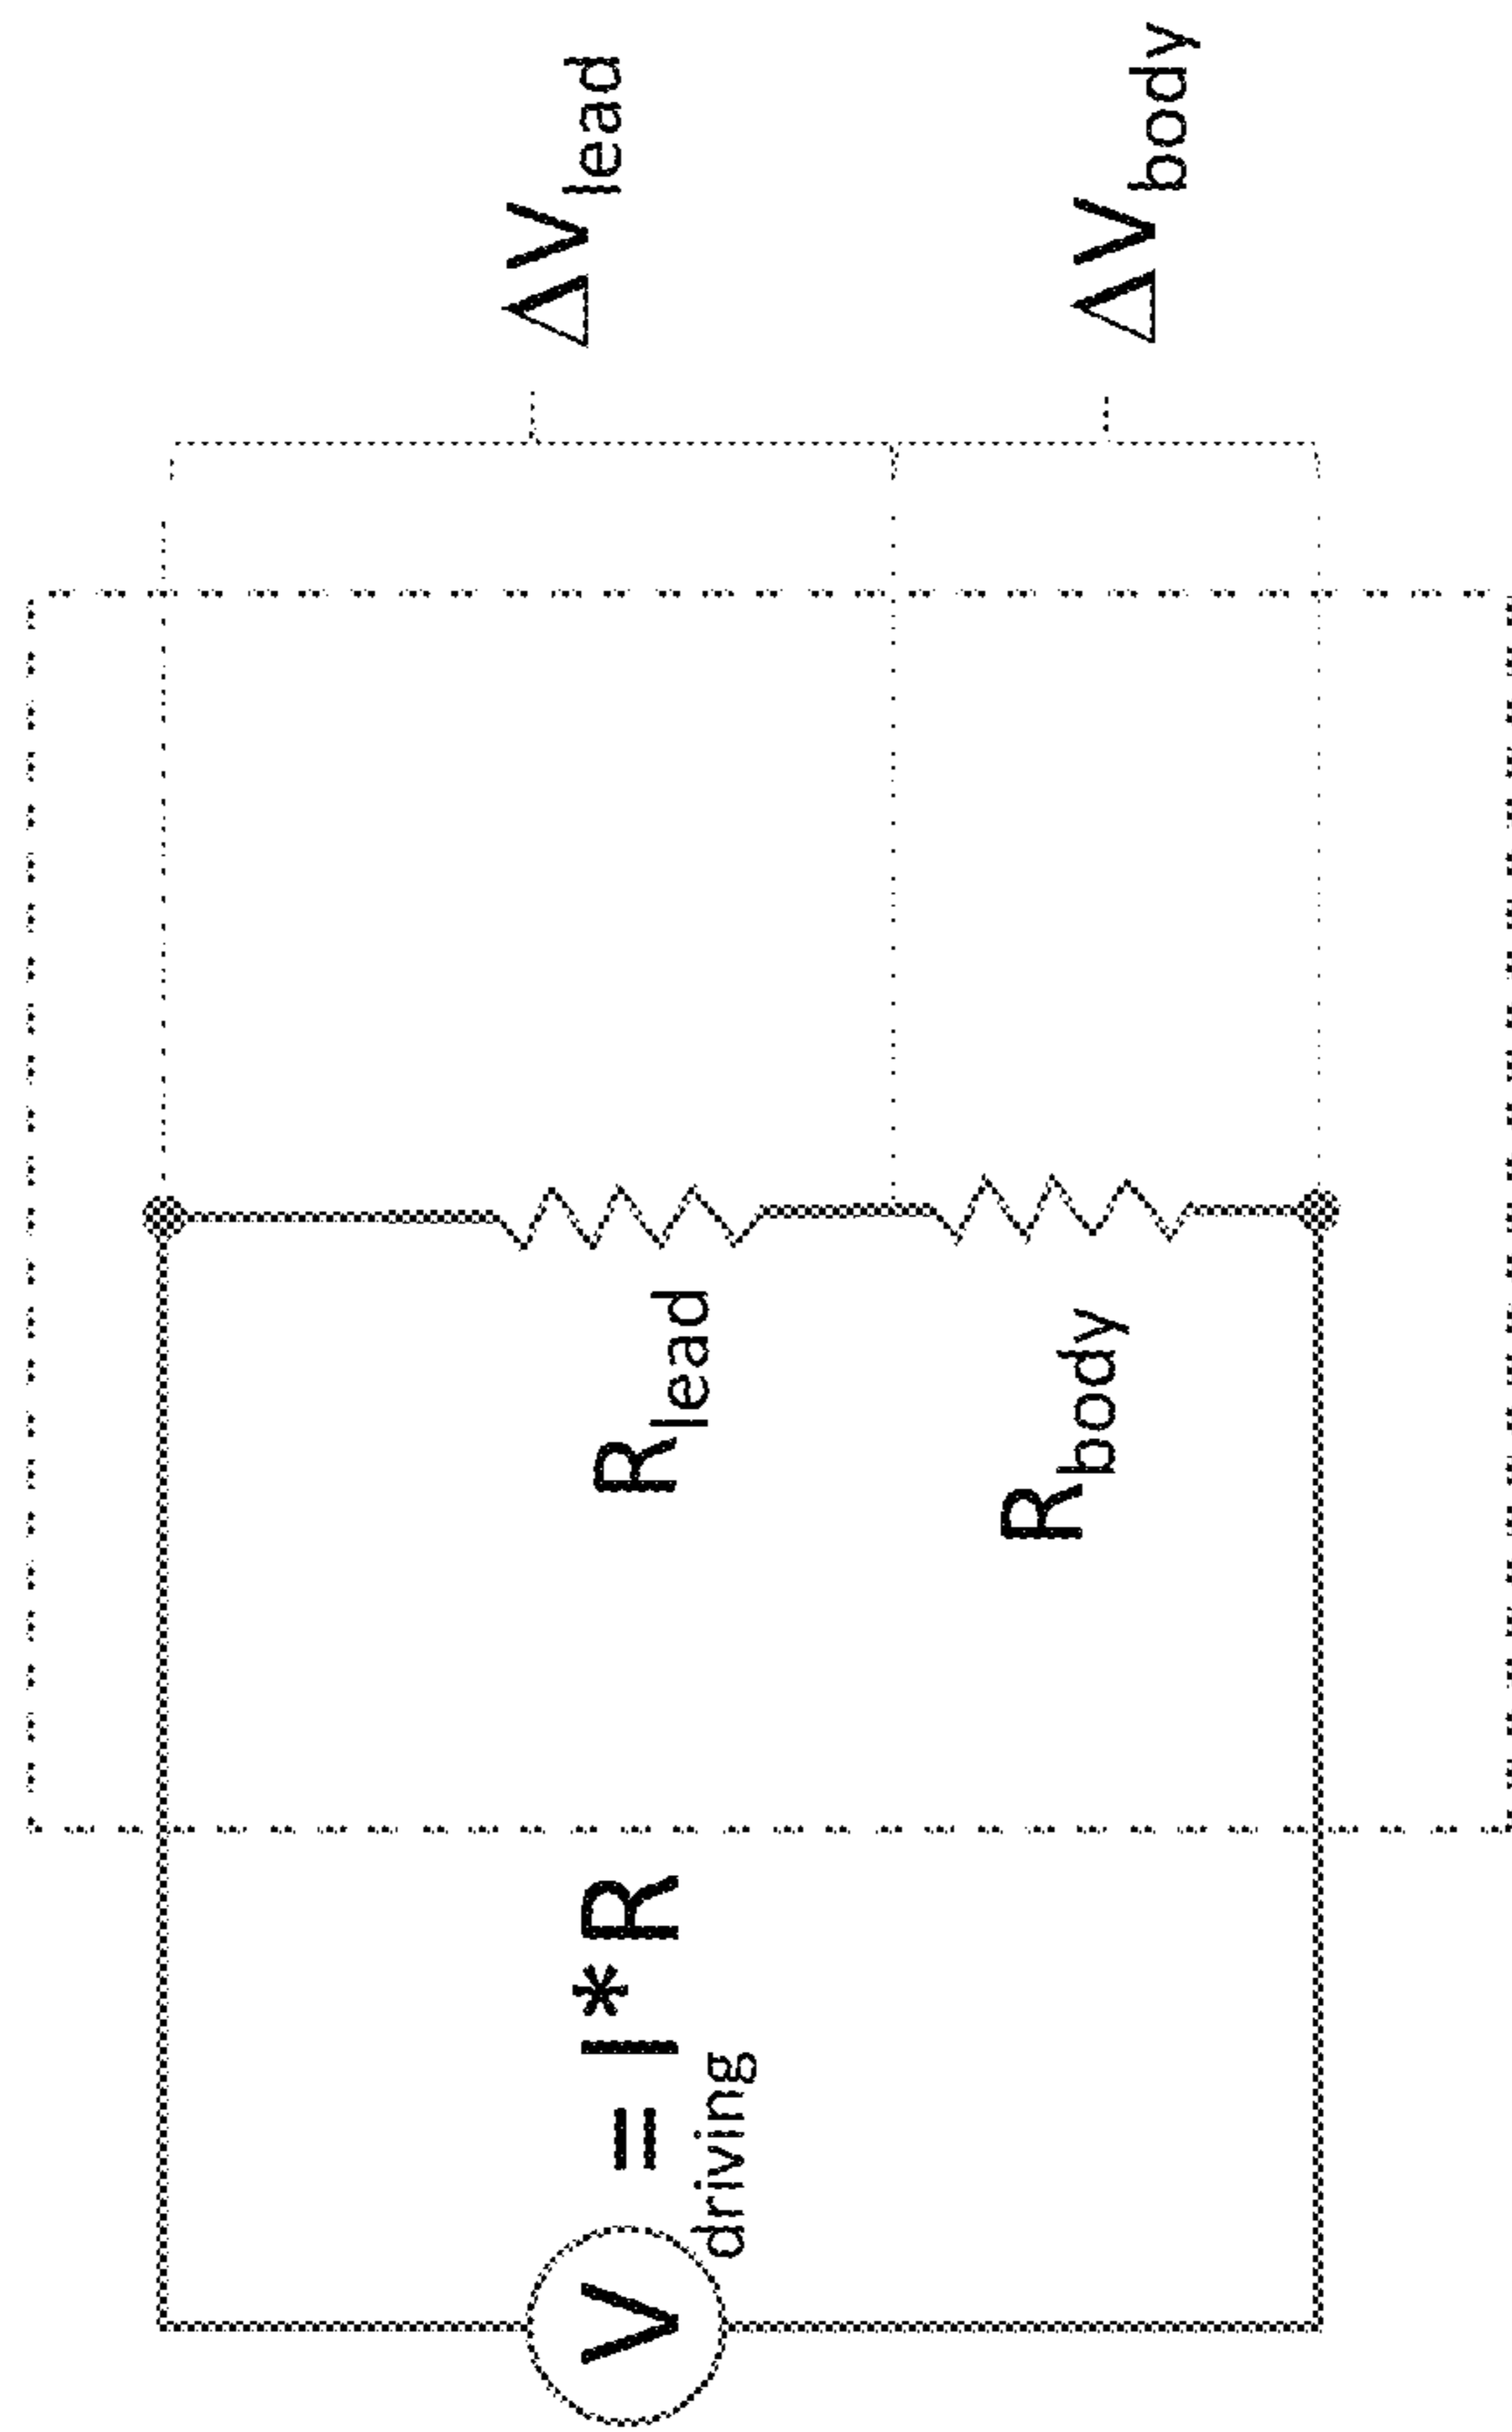 V_driving = I*R
R_lead
R_body
ΔV_lead
ΔV_body